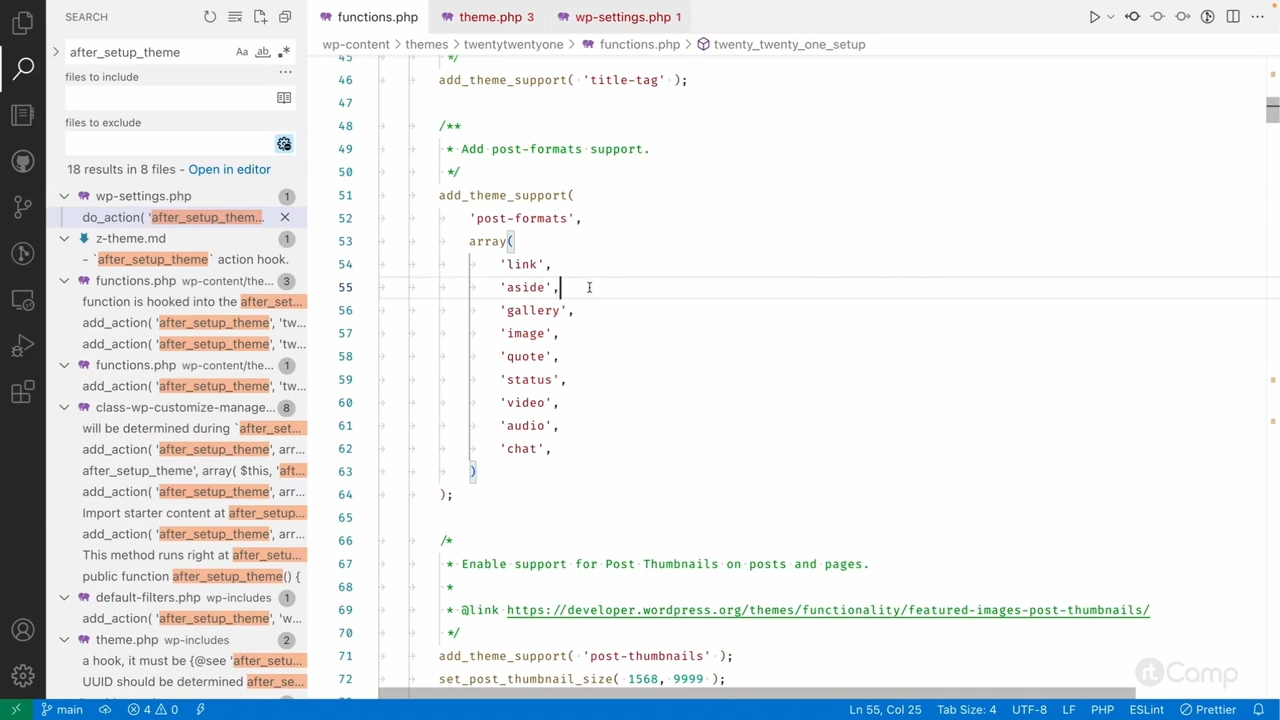 SEARCH
after_setup_theme
Aa
ab
files to include
files to exclude
18 results in 8 files - Open in editor
wp-settings.php 1
do_action( 'after_setup_them...
z-theme.md 1
- `after_setup_theme` action hook.
functions.php wp-content/the... 3
function is hooked into the after_set...
add_action( 'after_setup_theme', 'tw...
add_action( 'after_setup_theme', 'tw...
functions.php wp-content/the... 1
add_action( 'after_setup_theme', 'tw...
class-wp-customize-manage... 8
will be determined during `after_set...
add_action( 'after_setup_theme', arr...
after_setup_theme', array( $this, 'aft...
add_action( 'after_setup_theme', arr...
Import starter content at after_setup...
add_action( 'after_setup_theme', arr...
This method runs right at after_setu...
public function after_setup_theme() {
default-filters.php wp-includes 1
add_action( 'after_setup_theme', 'w...
theme.php wp-includes 2
a hook, it must be {@see 'after_setu...
UUID should be determined after_se...
functions.php theme.php 3 wp-settings.php 1
wp-content > themes > twentytwentyone > functions.php > twenty_twenty_one_setup
45 */
46 add_theme_support( 'title-tag' );
47
48 /**
49 * Add post-formats support.
50 */
51 add_theme_support(
52 'post-formats',
53 array(
54 'link',
55 'aside',
56 'gallery',
57 'image',
58 'quote',
59 'status',
60 'video',
61 'audio',
62 'chat',
63 )
64 );
65
66 /*
67 * Enable support for Post Thumbnails on posts and pages.
68 *
69 * @link https://developer.wordpress.org/themes/functionality/featured-images-post-thumbnails/
70 */
71 add_theme_support( 'post-thumbnails' );
72 set_post_thumbnail_size( 1568, 9999 );
rtCamp
main 4 0 Ln 55, Col 25 Tab Size: 4 UTF-8 LF PHP ESLint Prettier